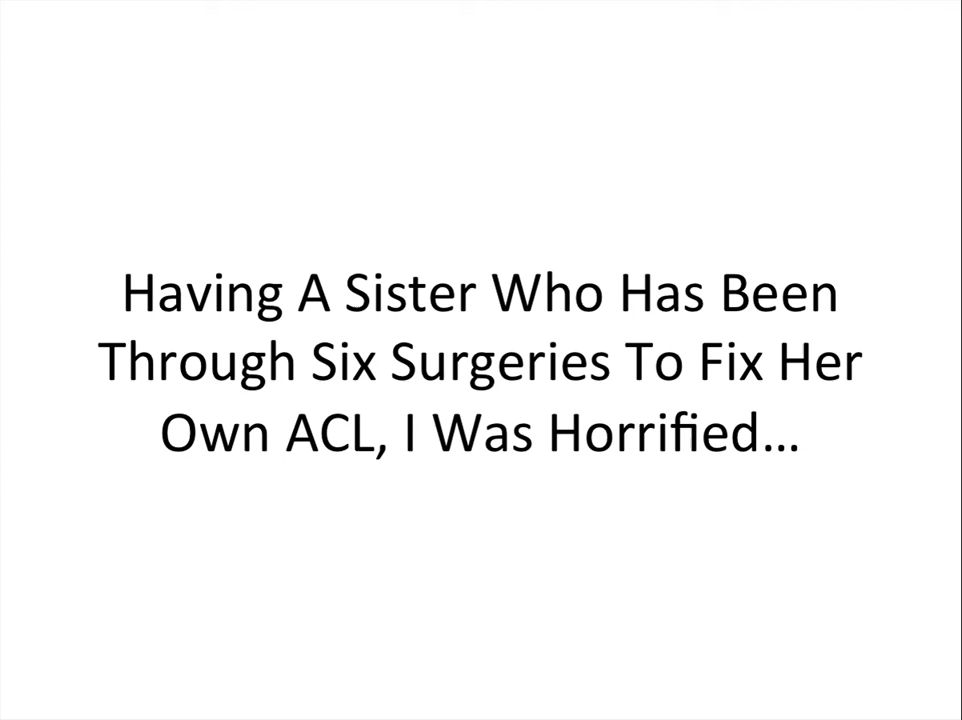 Having A Sister Who Has Been
Through Six Surgeries To Fix Her
Own ACL, I Was Horrified…